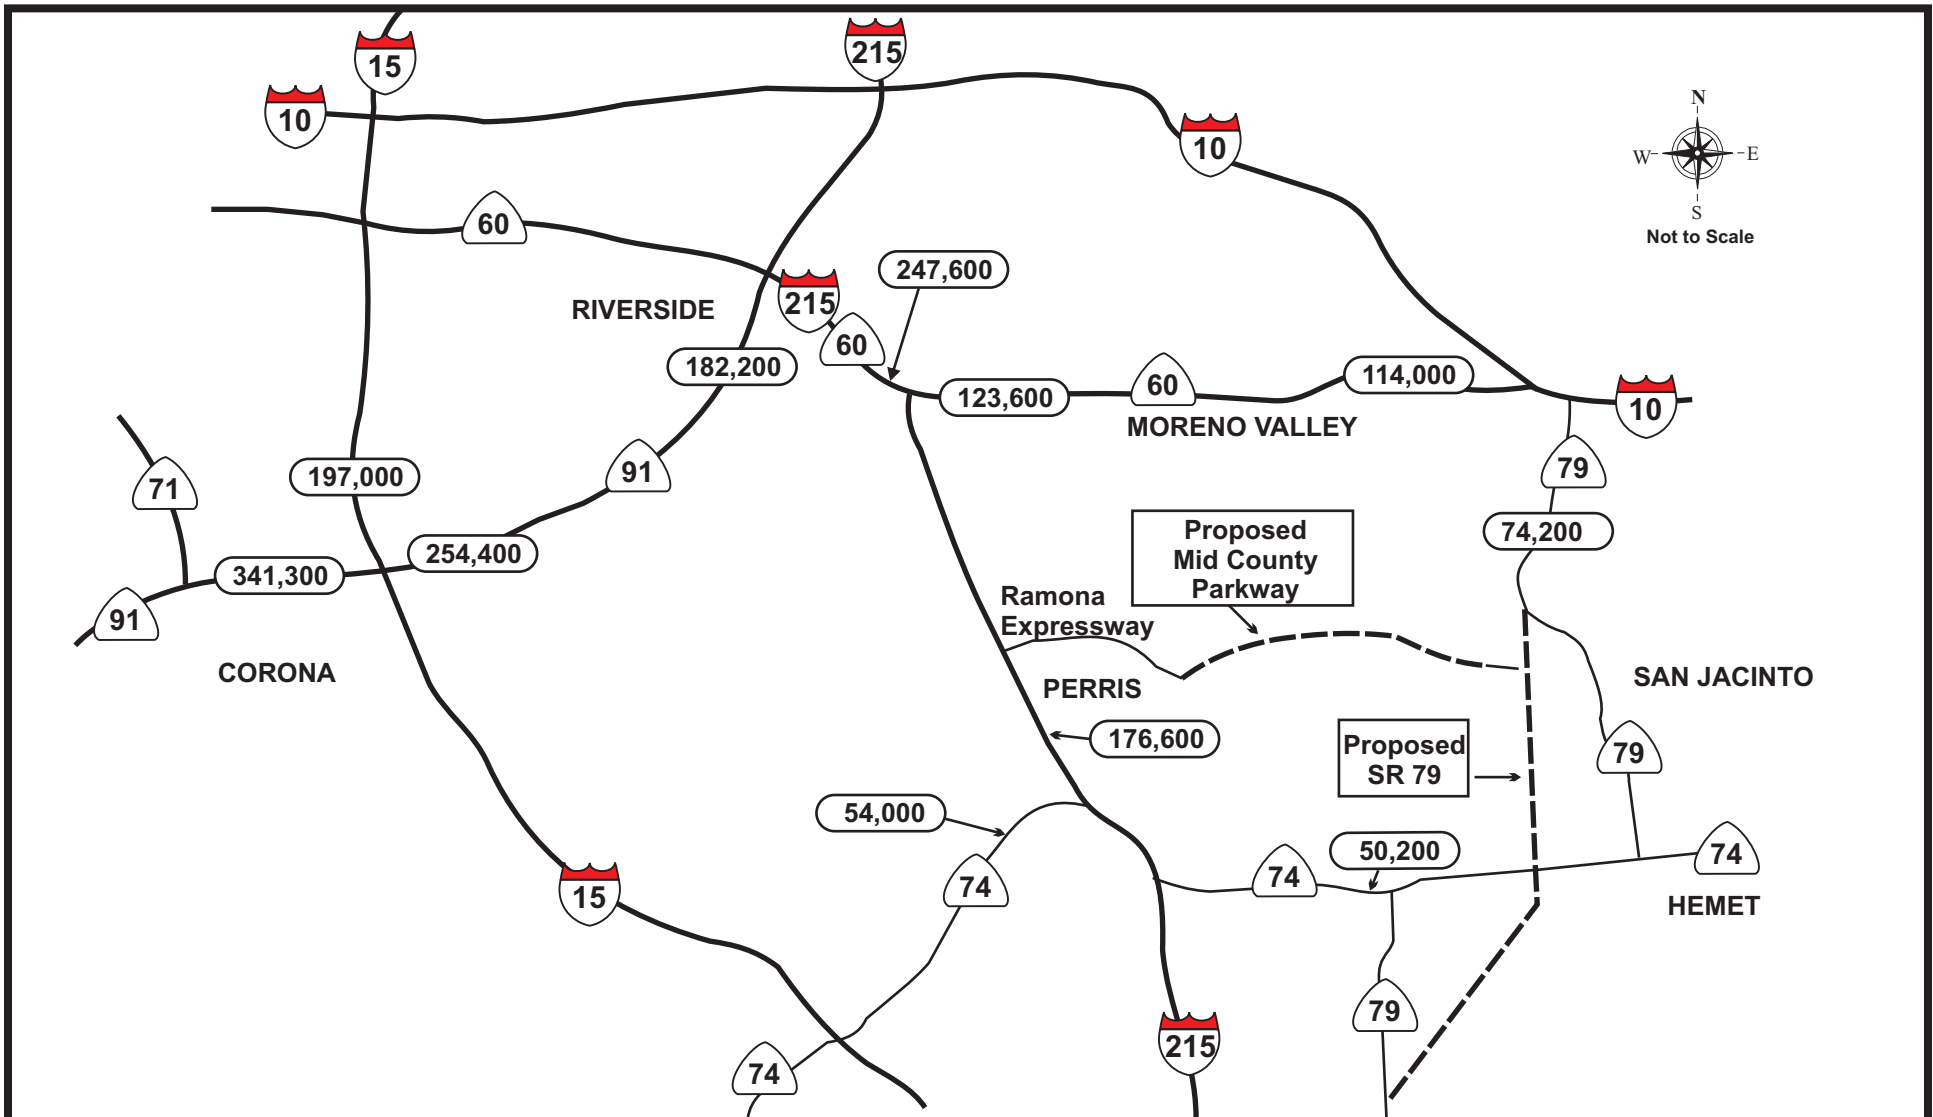 15
215
10
10
N
W
E
S
Not to Scale
60
247,600
RIVERSIDE
215
60
182,200
123,600
60
114,000
10
MORENO VALLEY
91
79
71
197,000
74,200
Proposed
Mid County
Parkway
254,400
341,300
Ramona
Expressway
91
CORONA
PERRIS
SAN JACINTO
176,600
Proposed
SR 79
79
54,000
50,200
74
74
74
15
HEMET
79
215
74